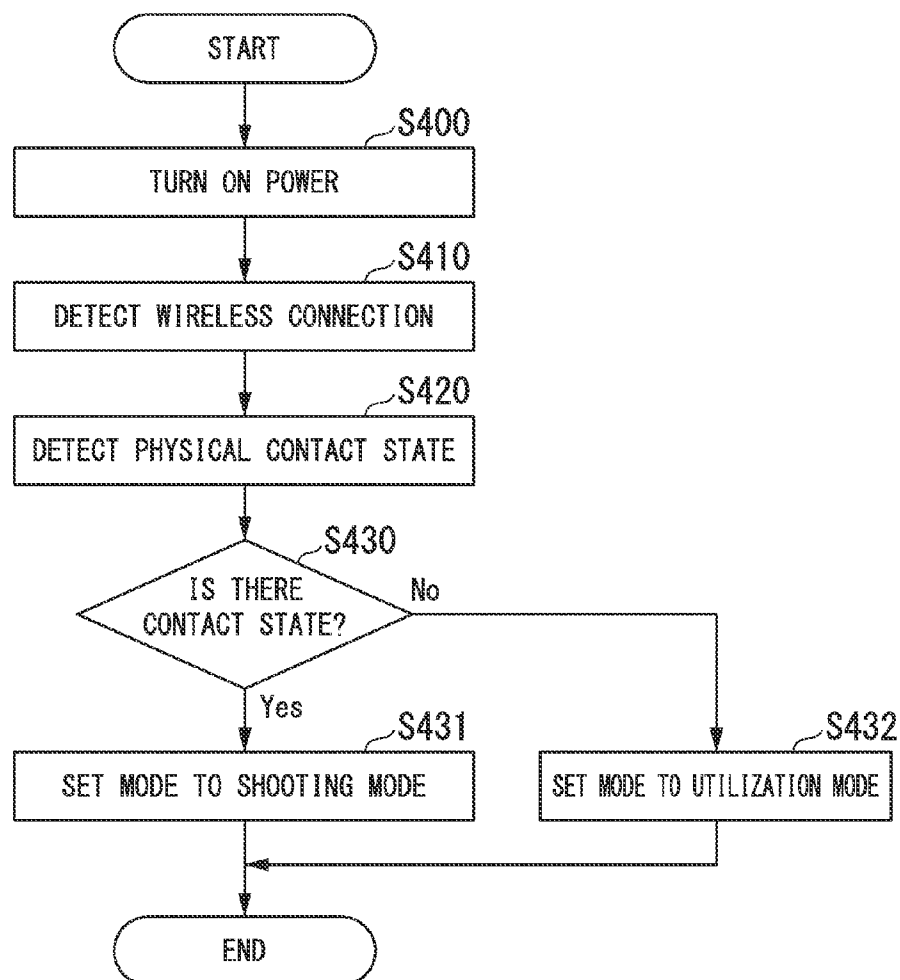 START
S400
TURN ON POWER
S410
DETECT WIRELESS CONNECTION
S420
DETECT PHYSICAL CONTACT STATE
S430
IS THERE
CONTACT STATE?
No
Yes
S431
SET MODE TO SHOOTING MODE
S432
SET MODE TO UTILIZATION MODE
END